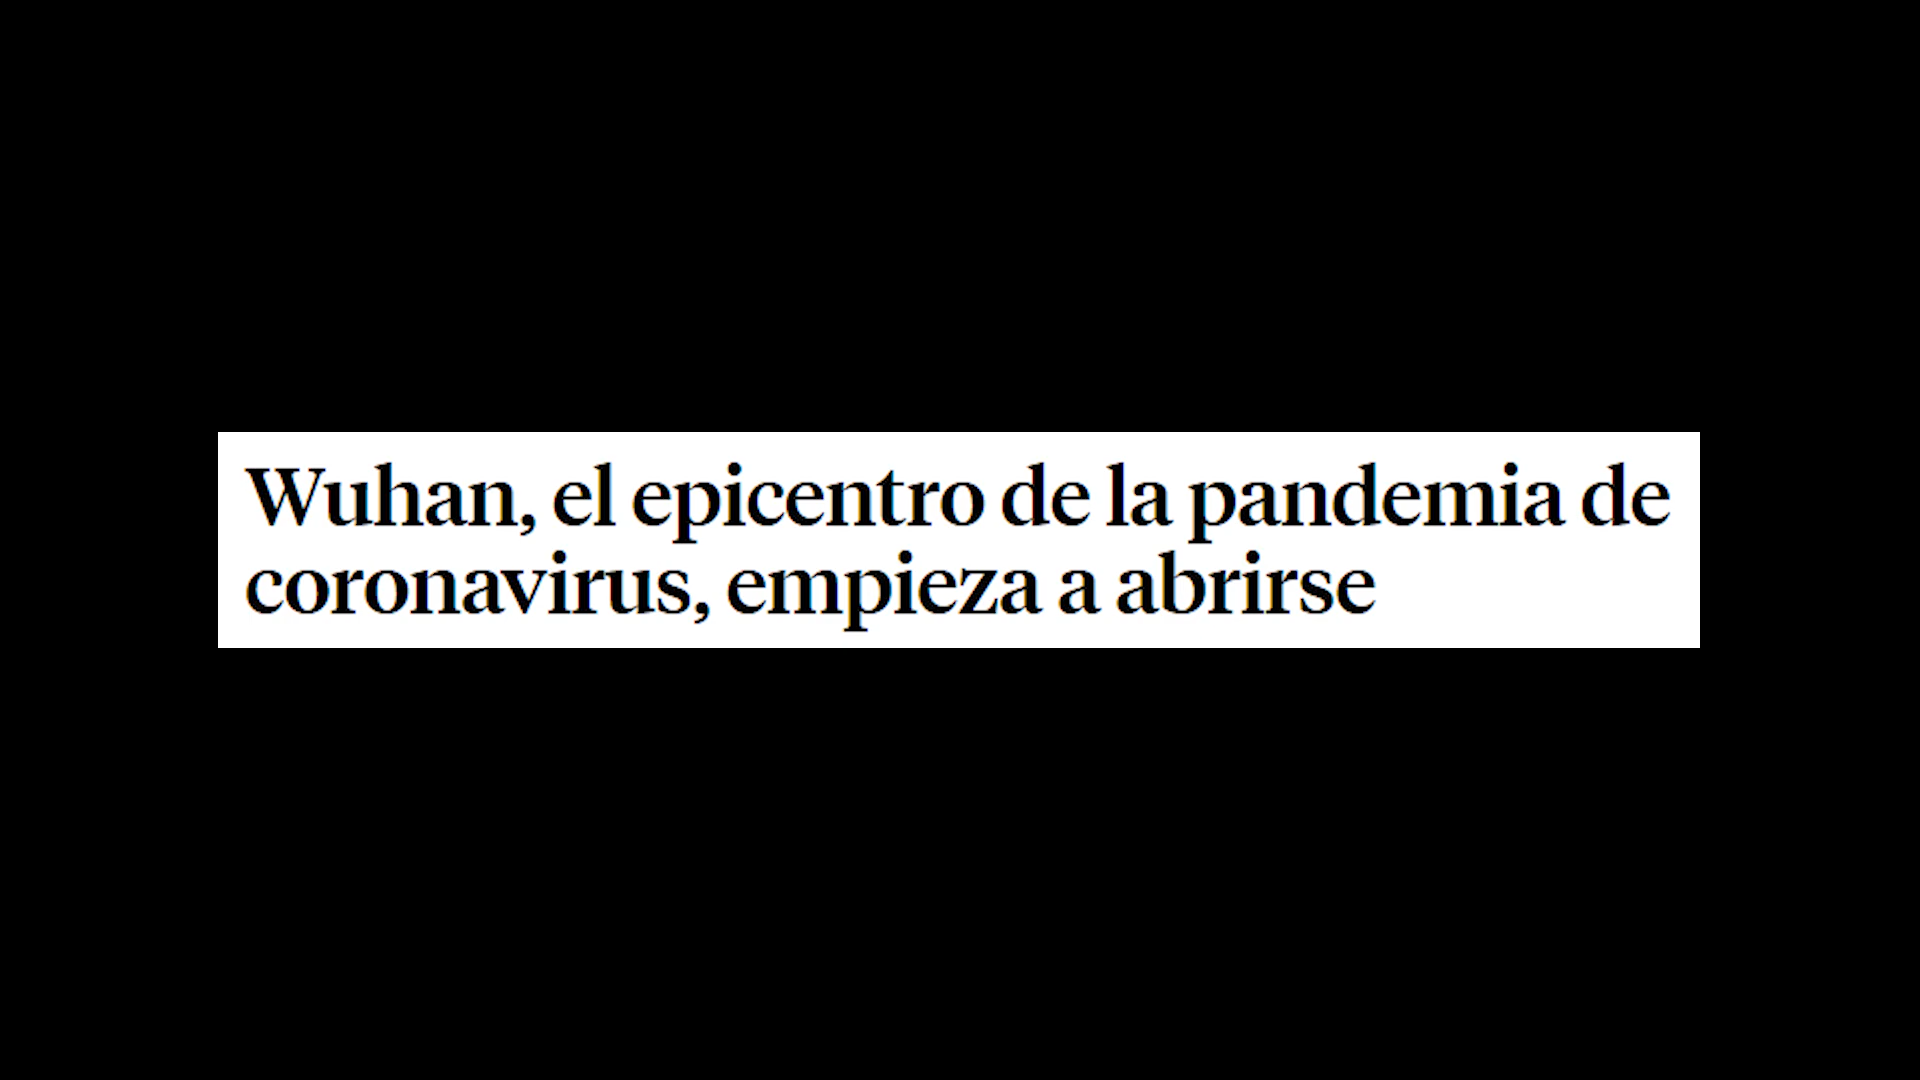 Wuhan, el epicentro de la pandemia de
coronavirus, empieza a abrirse